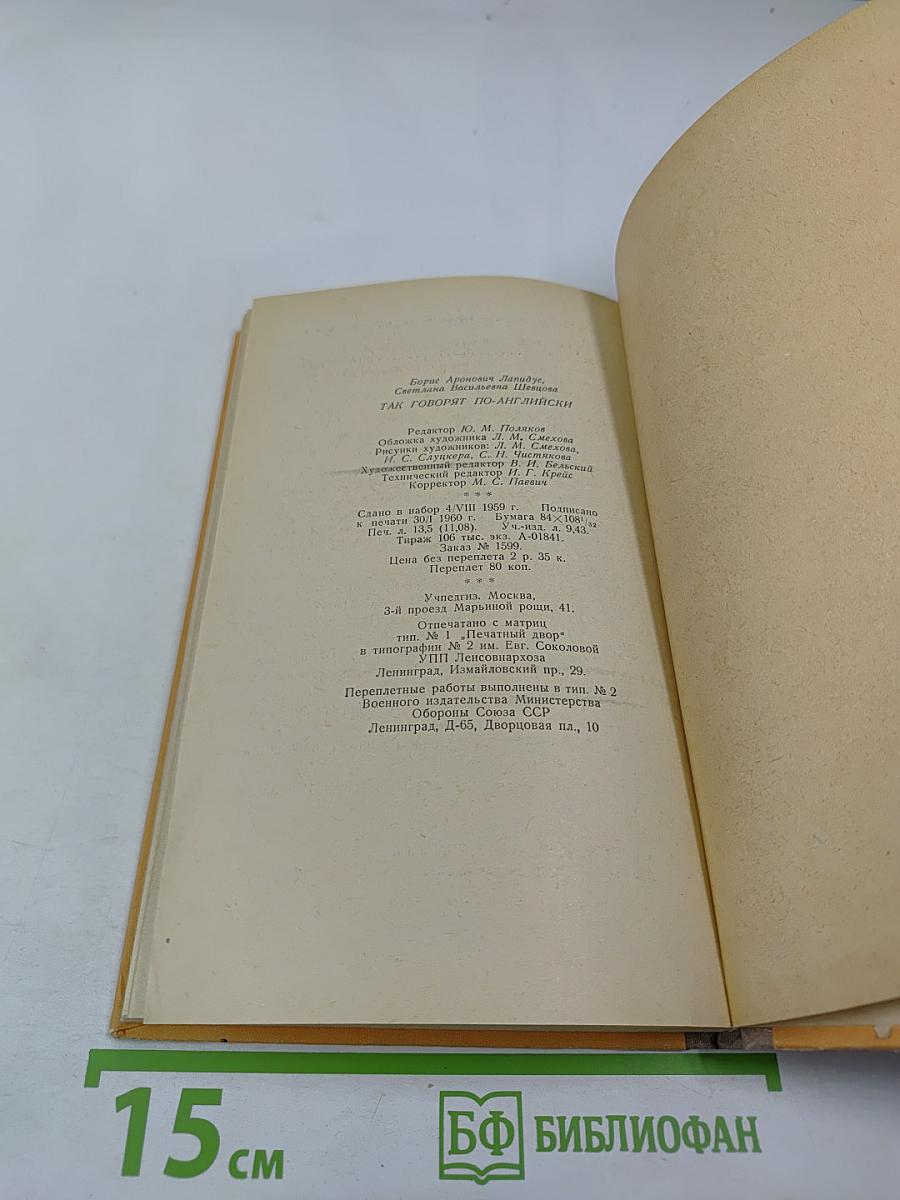 Борис Аронович Лапидус,
Светлана Васильевна Шевцова
ТАК ГОВОРЯТ ПО-АНГЛИЙСКИ
Редактор Ю. М. Поляков
Обложка художника Л. М. Смехова
Рисунки художников: Л. М. Смехова,
И. С. Слуцкера, С. Н. Чистякова
Художественный редактор В. И. Бельский
Технический редактор И. Г. Крейс
Корректор М. С. Паевич
* * *
Сдано в набор 4/VIII 1959 г. Подписано
к печати 30/I 1960 г. Бумага 84×108¹/₃₂
Печ. л. 13,5 (11,08). Уч.-изд. л. 9,43.
Тираж 106 тыс. экз. А-01841.
Заказ № 1599.
Цена без переплета 2 р. 35 к.
Переплет 80 коп.
* * *
Учпедгиз. Москва,
3-й проезд Марьиной рощи, 41.
Отпечатано с матриц
тип. № 1 „Печатный двор“
в типографии № 2 им. Евг. Соколовой
УПП Ленсовнархоза
Ленинград, Измайловский пр., 29.
Переплетные работы выполнены в тип. № 2
Военного издательства Министерства
Обороны Союза ССР
Ленинград, Д-65, Дворцовая пл., 10
15 см
БФ БИБЛИОФАН